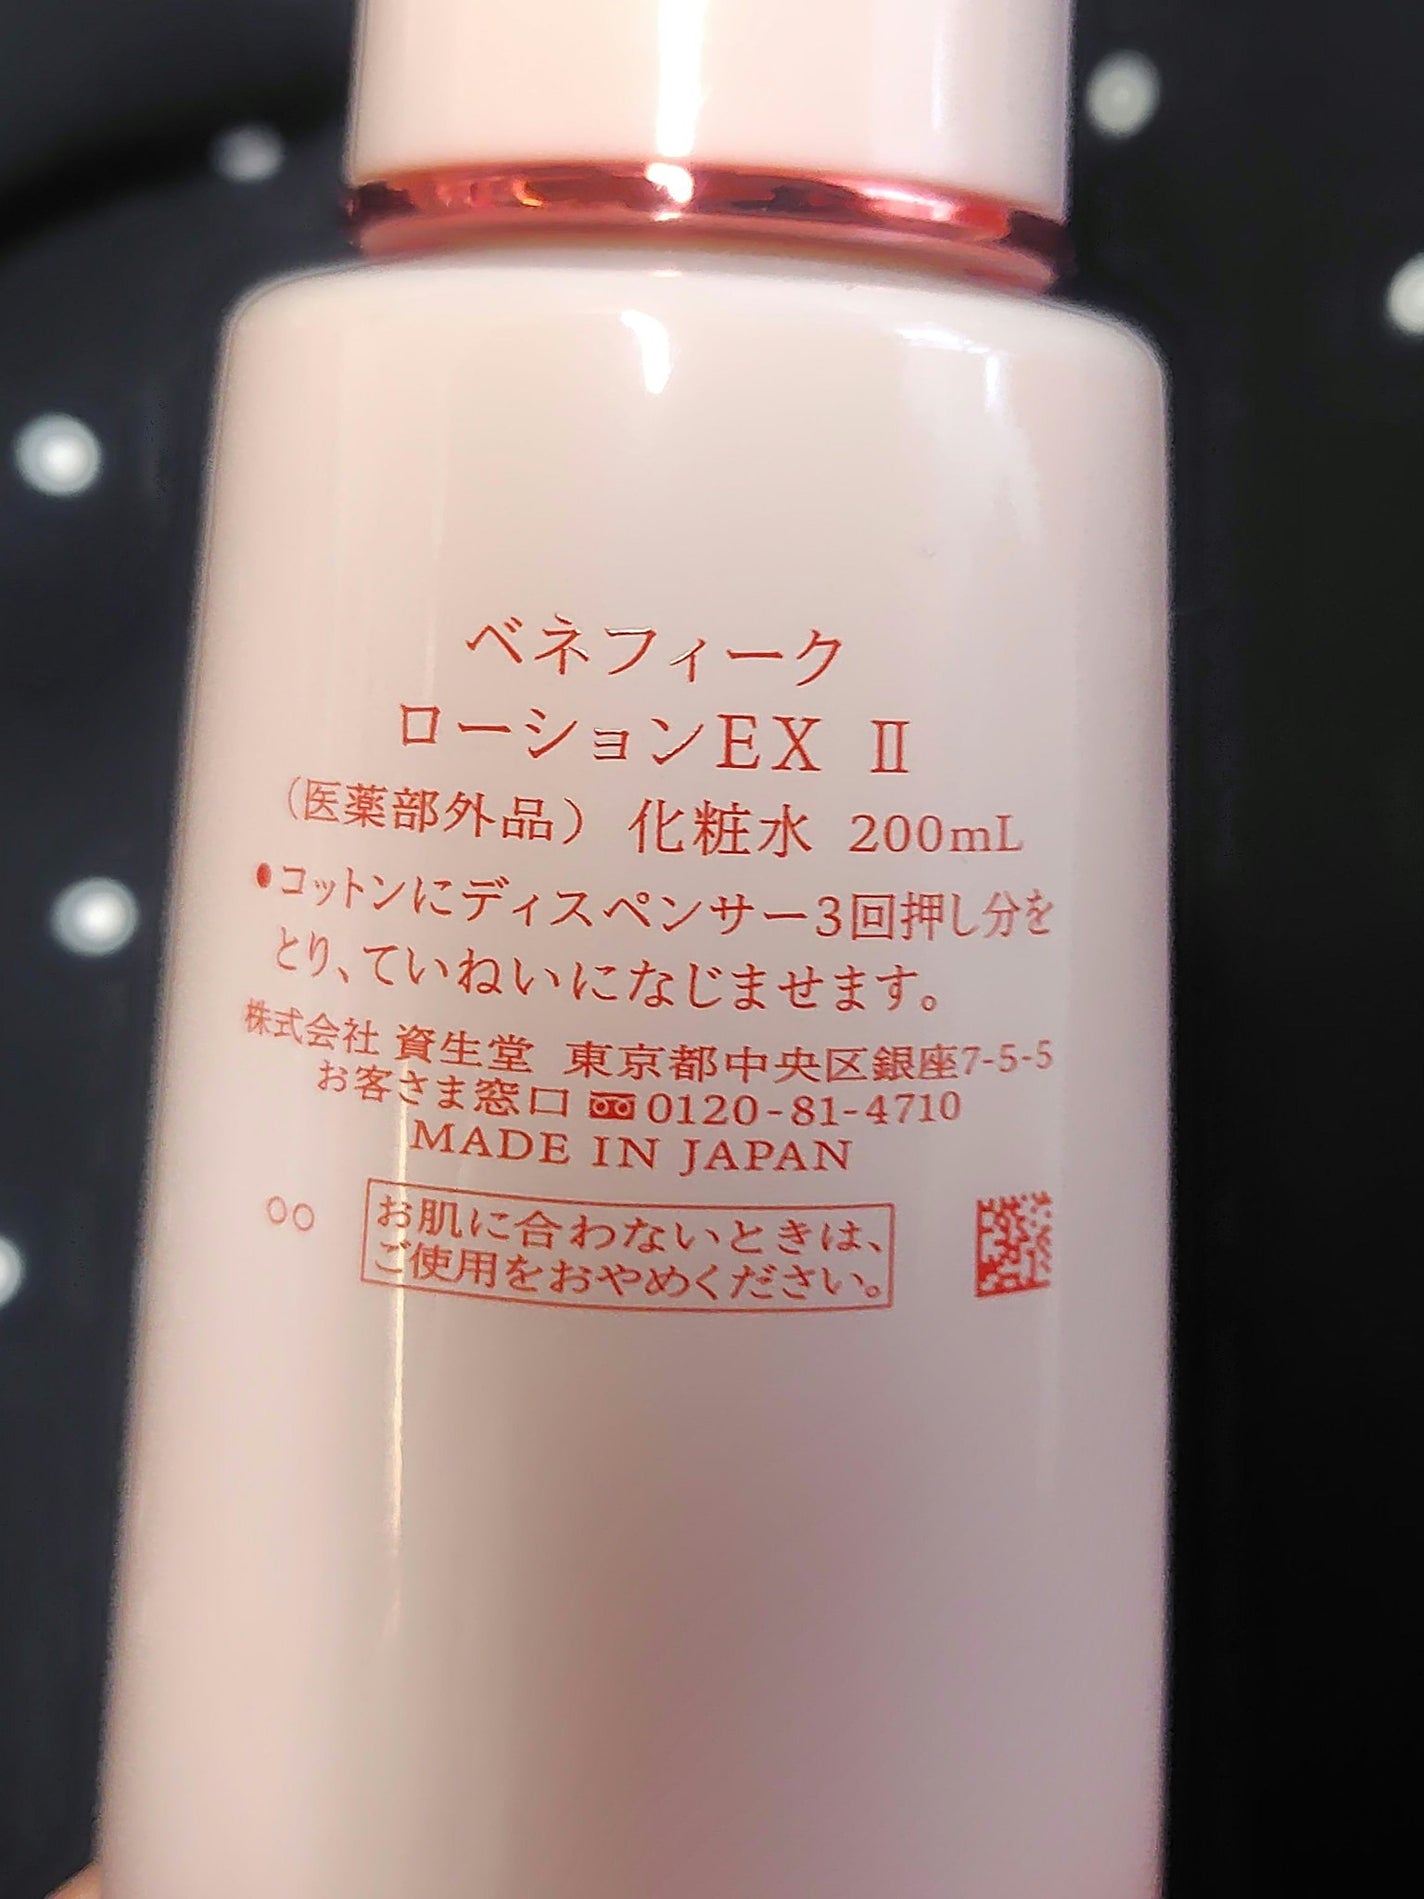 ベネフィーク
ローションEX Ⅱ
（医薬部外品） 化粧水 200mL
●コットンにディスペンサー3回押し分を
とり、ていねいになじませます。
株式会社 資生堂 東京都中央区銀座7-5-5
お客さま窓口 0120-81-4710
MADE IN JAPAN
○○
お肌に合わないときは、
ご使用をおやめください。